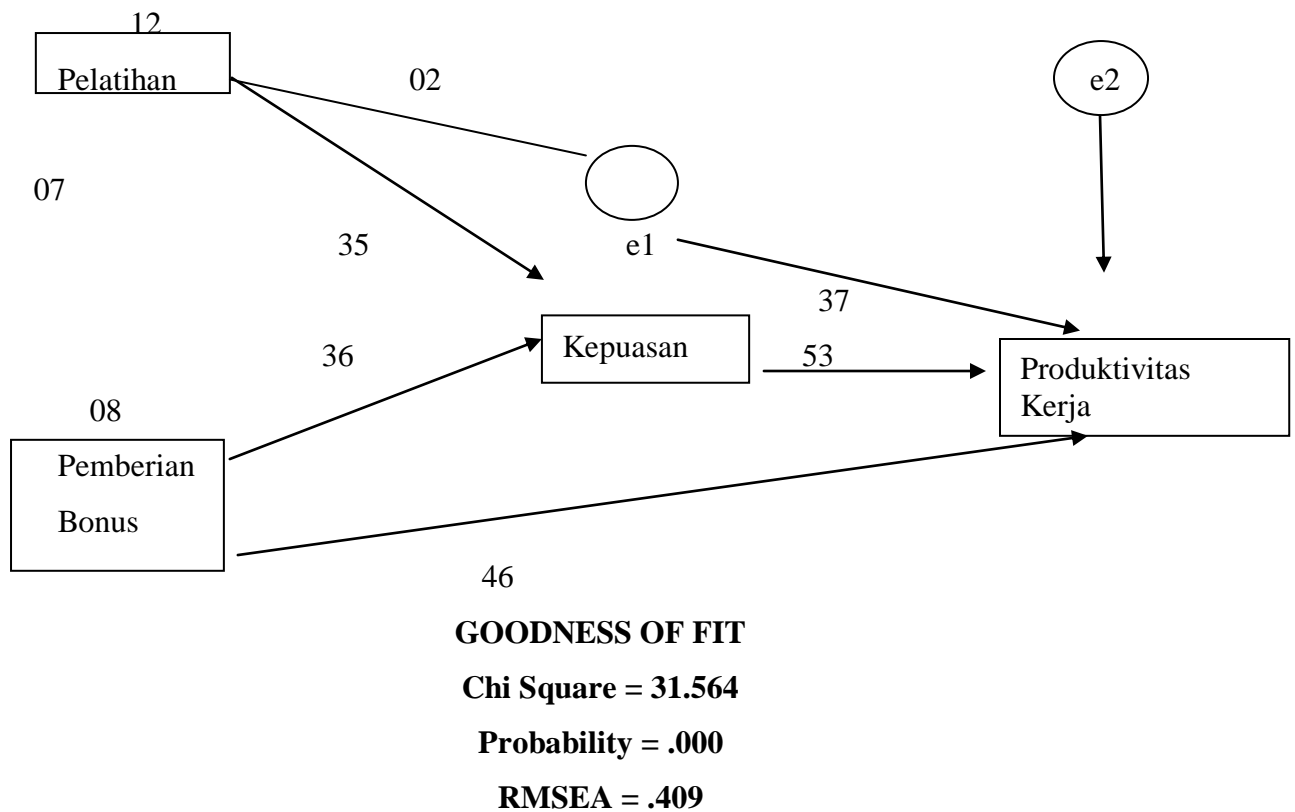 12
Pelatihan
02
e2
07
35
e1
37
36
Kepuasan
53
Produktivitas
Kerja
08
Pemberian
Bonus
46
GOODNESS OF FIT
Chi Square = 31.564
Probability = .000
RMSEA = .409